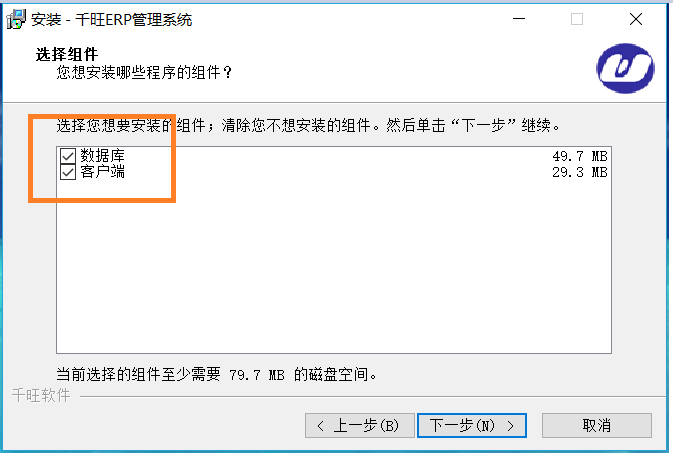 安装 - 千旺ERP管理系统
选择组件
您想安装哪些程序的组件？
选择您想要安装的组件；清除您不想安装的组件。然后单击“下一步”继续。
数据库 49.7 MB
客户端 29.3 MB
当前选择的组件至少需要 79.7 MB 的磁盘空间。
千旺软件
< 上一步(B) 下一步(N) > 取消